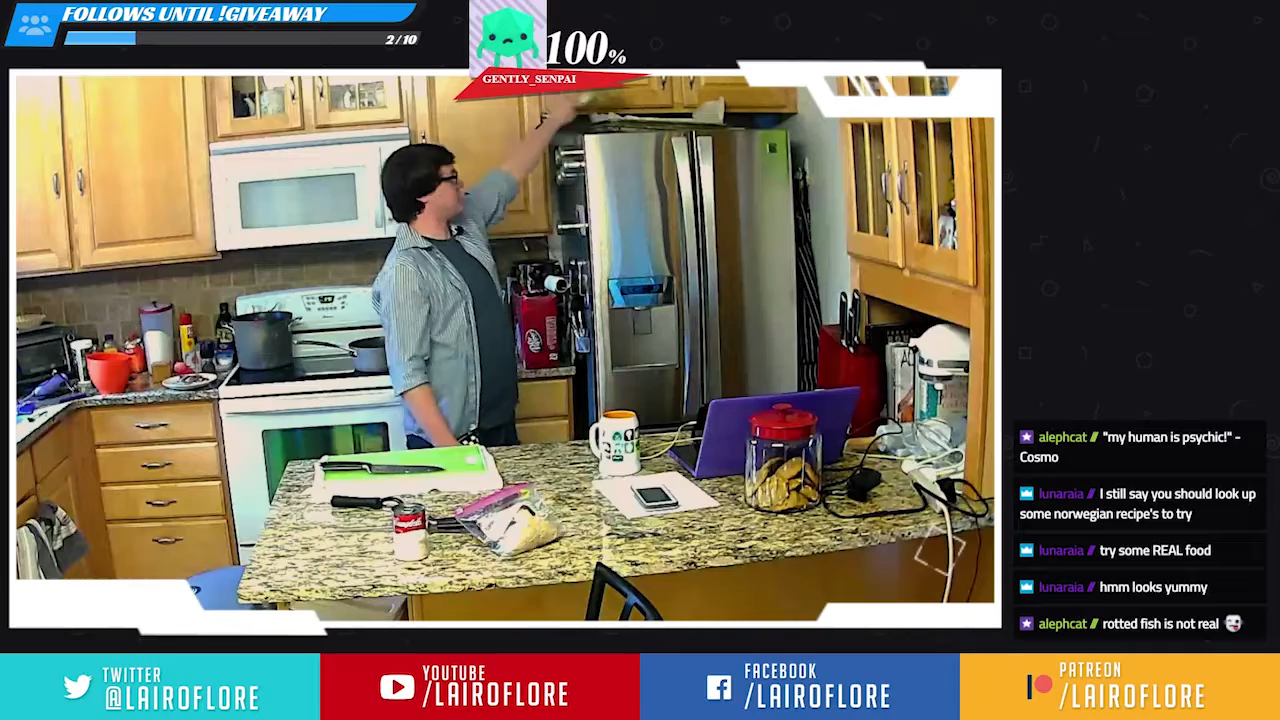 FOLLOWS UNTIL !GIVEAWAY
2/10
100%
GENTLY_SENPAI
Campbell's
alephcat // "my human is psychic!" -
Cosmo
lunaraia // I still say you should look up
some norwegian recipe's to try
lunaraia // try some REAL food
lunaraia // hmm looks yummy
alephcat // rotted fish is not real
TWITTER
@LAIROFLORE
YOUTUBE
/LAIROFLORE
FACEBOOK
/LAIROFLORE
PATREON
/LAIROFLORE